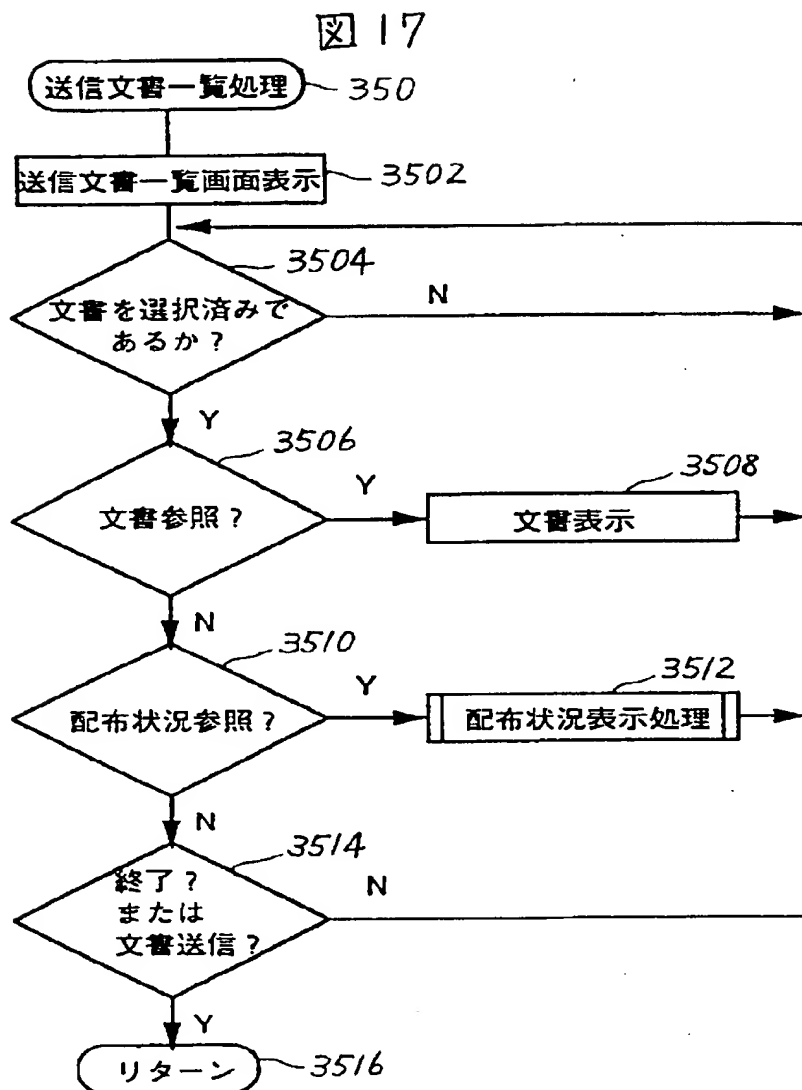 図 17
送信文書一覧処理 350
送信文書一覧画面表示 3502
3504
文書を選択済みで
あるか?
N
Y
3506
文書参照?
Y
3508
文書表示
N
3510
配布状況参照?
Y
3512
配布状況表示処理
N
3514
終了?
または
文書送信?
N
Y
リターン 3516